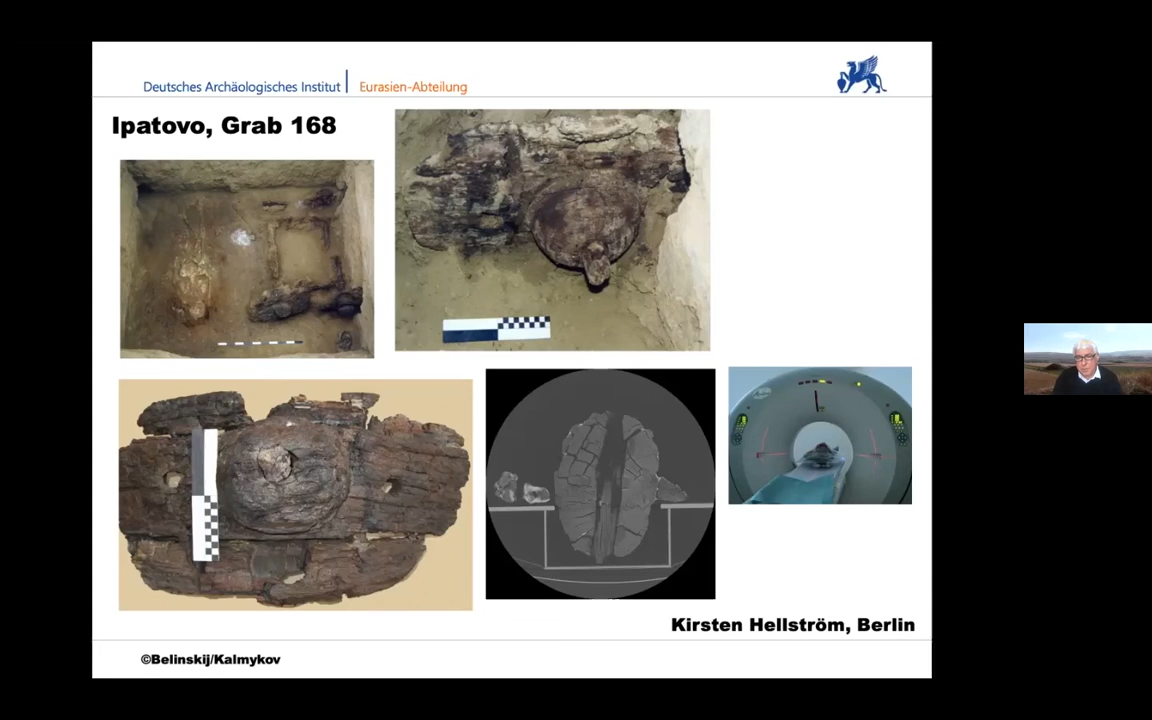 Deutsches Archäologisches Institut Eurasien-Abteilung
Ipatovo, Grab 168
Kirsten Hellström, Berlin
©Belinskij/Kalmykov